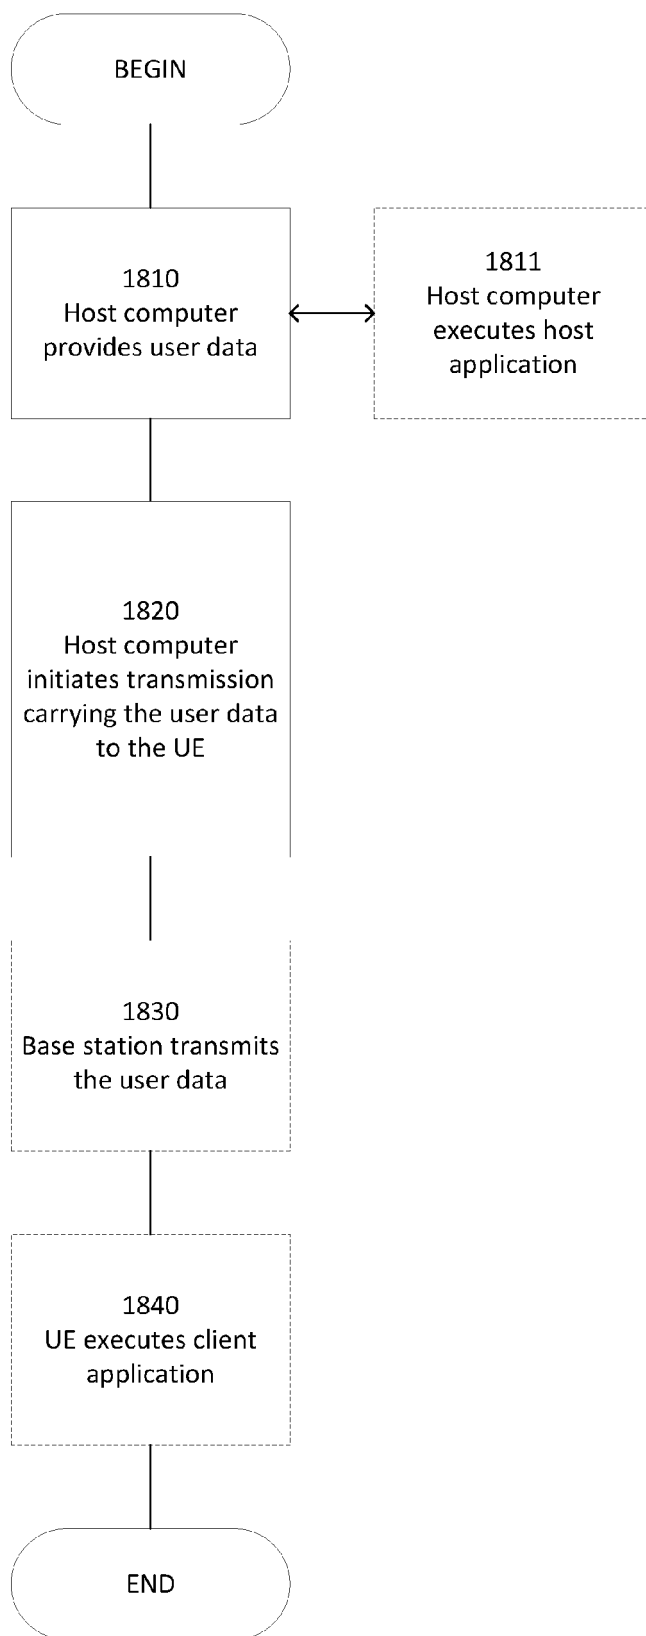 BEGIN
1810
Host computer
provides user data
1811
Host computer
executes host
application
1820
Host computer
initiates transmission
carrying the user data
to the UE
1830
Base station transmits
the user data
1840
UE executes client
application
END